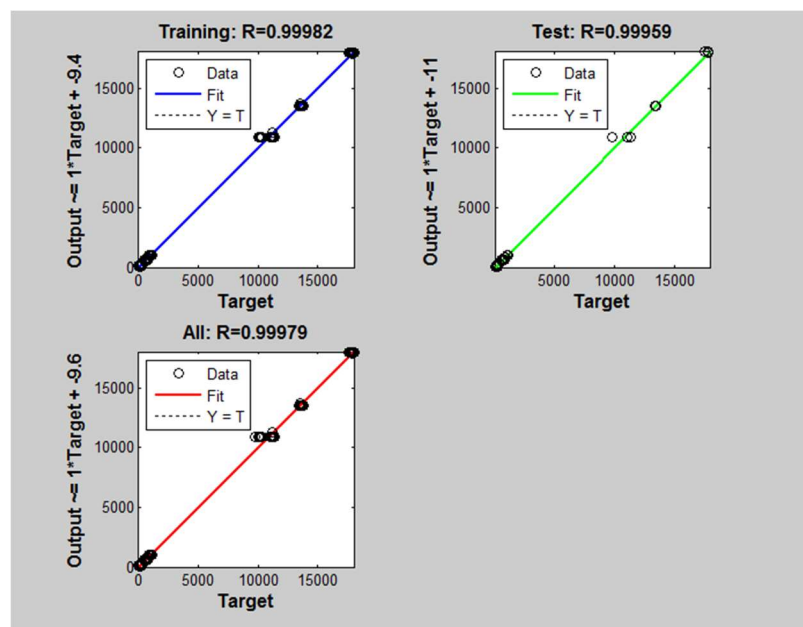 Training: R=0.99982
Output ~= 1*Target + -9.4
15000
10000
5000
0
Data
Fit
Y = T
0 5000 10000 15000
Target
Test: R=0.99959
Output ~= 1*Target + -11
15000
10000
5000
Data
Fit
Y = T
5000 10000 15000
Target
All: R=0.99979
Output ~= 1*Target + -9.6
15000
10000
5000
0
Data
Fit
Y = T
0 5000 10000 15000
Target